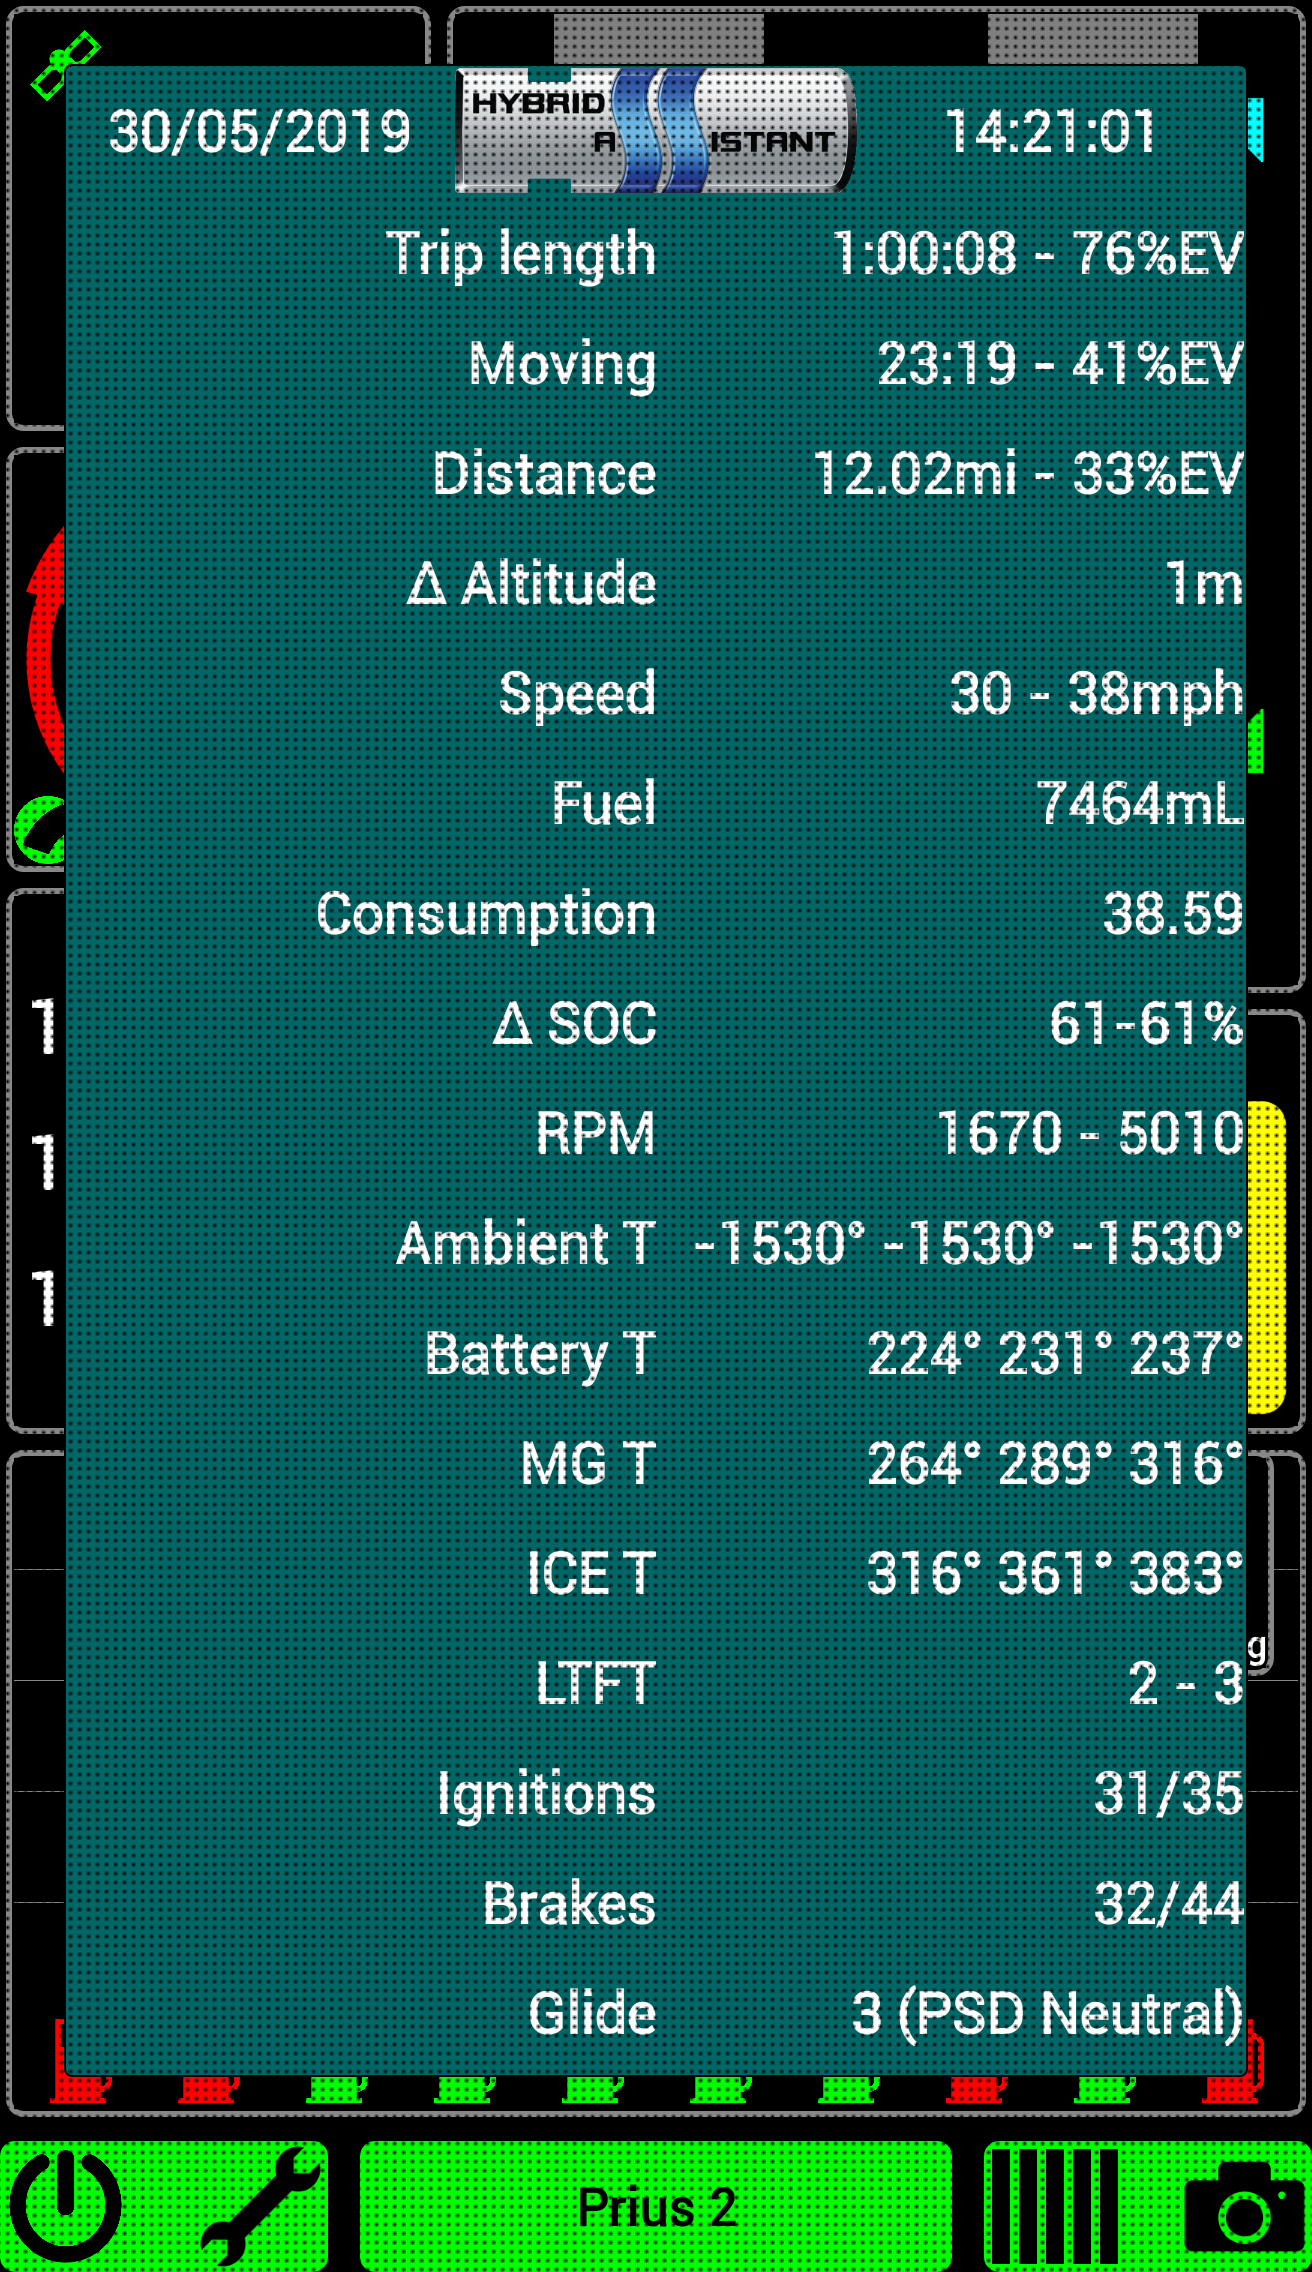 HYBRID
30/05/2019 A ISTANT 14:21:01
Trip length 1:00:08 - 76%EV
Moving 23:19 - 41%EV
Distance 12.02mi - 33%EV
Δ Altitude 1m
Speed 30 - 38mph
Fuel 7464mL
Consumption 38.59
1 Δ SOC 61-61%
1 RPM 1670 - 5010
1 Ambient T -1530° -1530° -1530°
Battery T 224° 231° 237°
MG T 264° 289° 316°
ICE T 316° 361° 383°
g
LTFT 2 - 3
Ignitions 31/35
Brakes 32/44
Glide 3 (PSD Neutral)
Prius 2